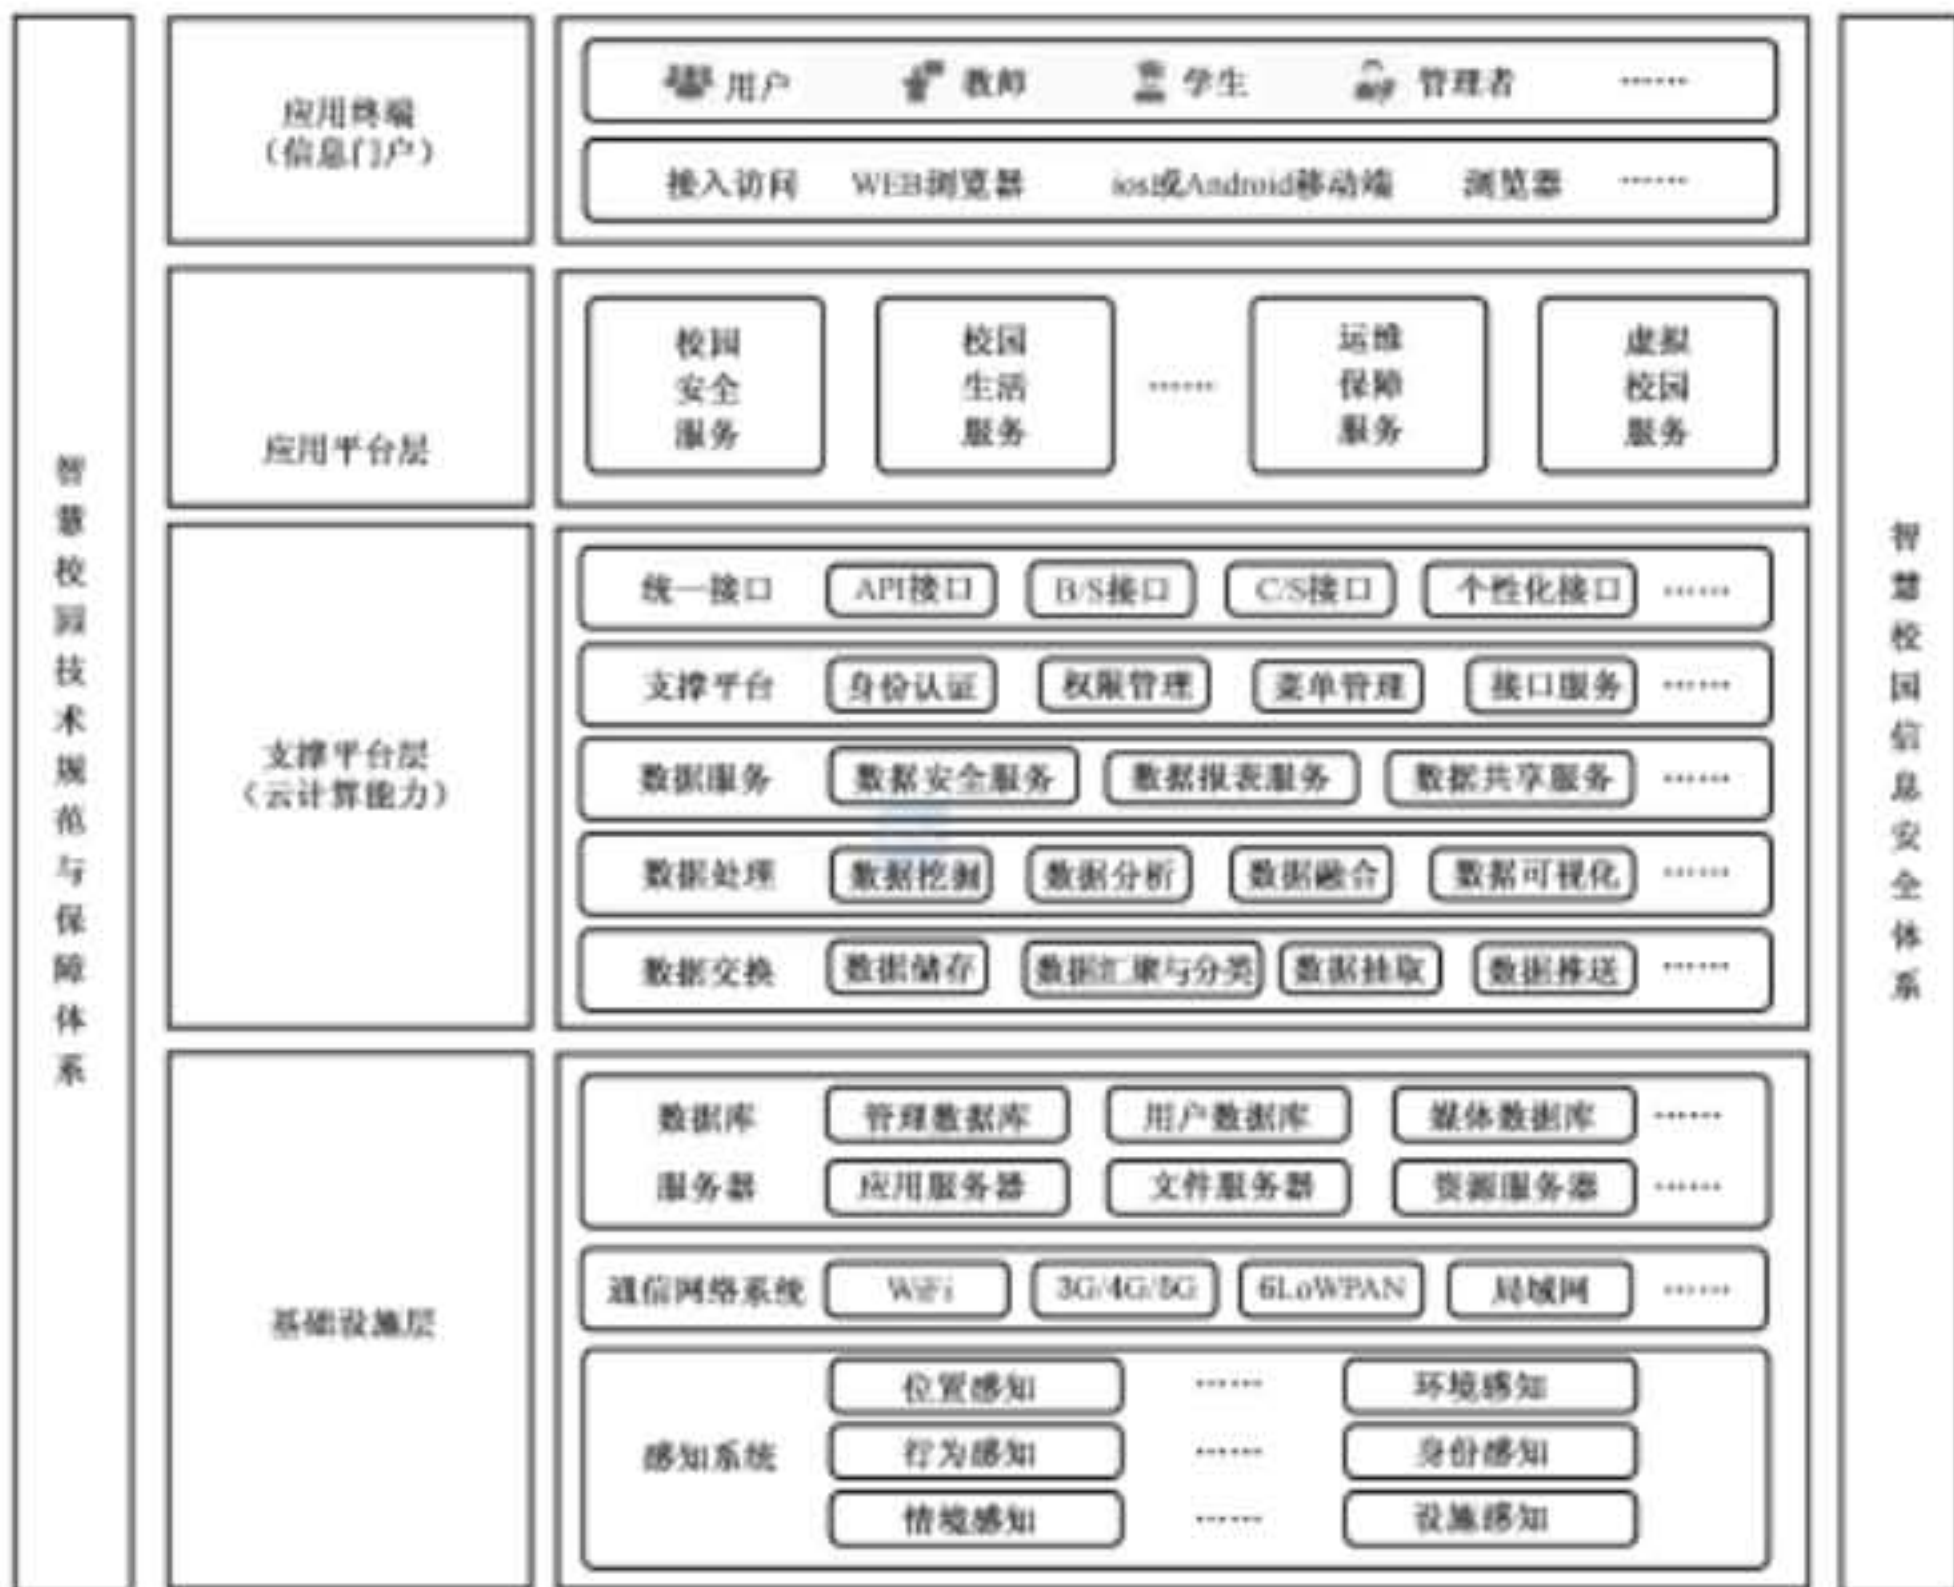 智慧校园技术规范与保障体系
应用终端
（信息门户）
用户 教师 学生 管理者 ……
接入访问 WEB浏览器 ios或Android移动端 浏览器 ……
应用平台层
校园安全服务 校园生活服务 …… 运维保障服务 虚拟校园服务
支撑平台层
（云计算能力）
统一接口 API接口 B/S接口 C/S接口 个性化接口 ……
支撑平台 身份认证 权限管理 菜单管理 接口服务 ……
数据服务 数据安全服务 数据报表服务 数据共享服务 ……
数据处理 数据挖掘 数据分析 数据融合 数据可视化 ……
数据交换 数据储存 数据汇聚与分类 数据抽取 数据推送 ……
基础设施层
数据库 管理数据库 用户数据库 媒体数据库 ……
服务器 应用服务器 文件服务器 资源服务器 ……
通信网络系统 WiFi 3G/4G/5G 6LoWPAN 局域网 ……
感知系统
位置感知 …… 环境感知
行为感知 …… 身份感知
情境感知 …… 设施感知
智慧校园信息安全体系